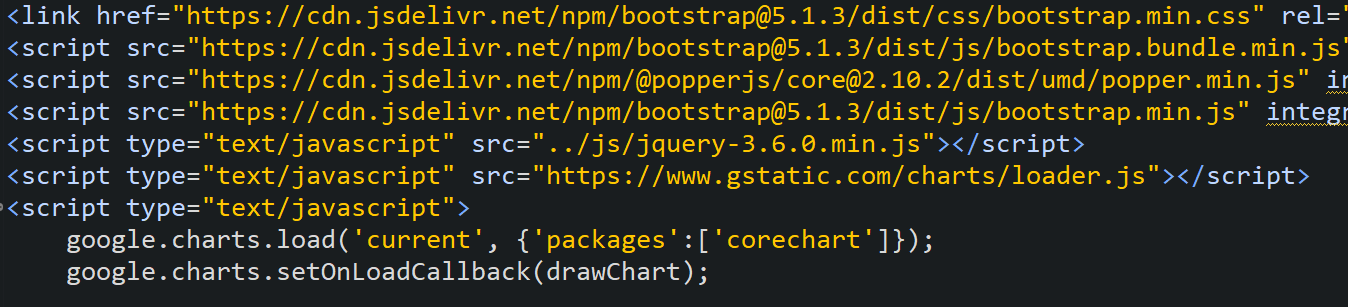 <link href="https://cdn.jsdelivr.net/npm/bootstrap@5.1.3/dist/css/bootstrap.min.css" rel="
<script src="https://cdn.jsdelivr.net/npm/bootstrap@5.1.3/dist/js/bootstrap.bundle.min.js"
<script src="https://cdn.jsdelivr.net/npm/@popperjs/core@2.10.2/dist/umd/popper.min.js" in
<script src="https://cdn.jsdelivr.net/npm/bootstrap@5.1.3/dist/js/bootstrap.min.js" integr
<script type="text/javascript" src="../js/jquery-3.6.0.min.js"></script>
<script type="text/javascript" src="https://www.gstatic.com/charts/loader.js"></script>
<script type="text/javascript">
    google.charts.load('current', {'packages':['corechart']});
    google.charts.setOnLoadCallback(drawChart);